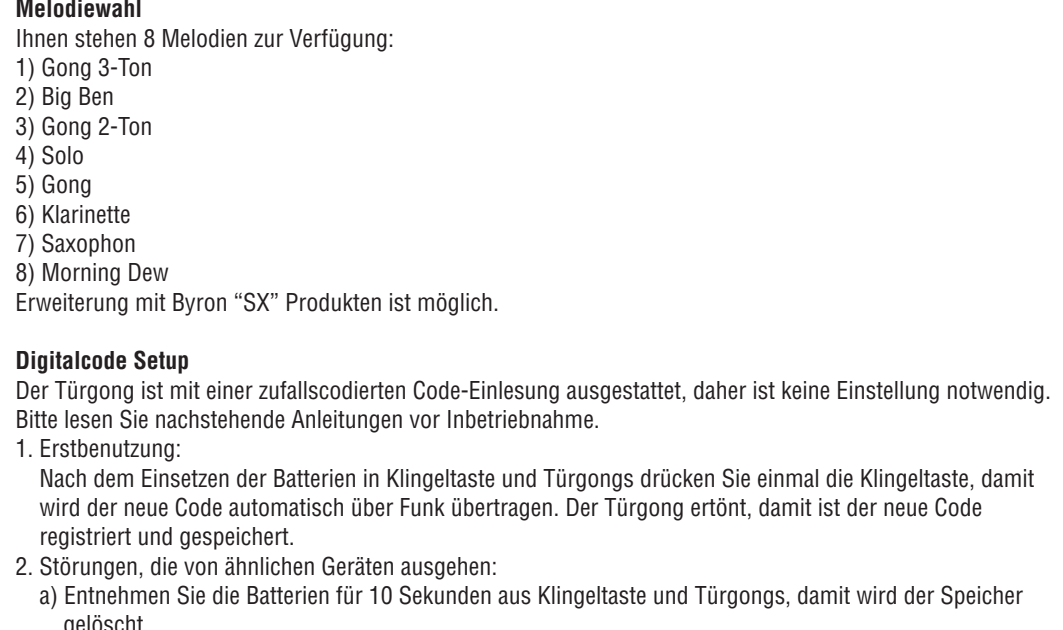 Melodiewahl
Ihnen stehen 8 Melodien zur Verfügung:
1) Gong 3-Ton
2) Big Ben
3) Gong 2-Ton
4) Solo
5) Gong
6) Klarinette
7) Saxophon
8) Morning Dew
Erweiterung mit Byron “SX” Produkten ist möglich.
Digitalcode Setup
Der Türgong ist mit einer zufallscodierten Code-Einlesung ausgestattet, daher ist keine Einstellung notwendig.
Bitte lesen Sie nachstehende Anleitungen vor Inbetriebnahme.
1. Erstbenutzung:
Nach dem Einsetzen der Batterien in Klingeltaste und Türgongs drücken Sie einmal die Klingeltaste, damit
wird der neue Code automatisch über Funk übertragen. Der Türgong ertönt, damit ist der neue Code
registriert und gespeichert.
2. Störungen, die von ähnlichen Geräten ausgehen:
a) Entnehmen Sie die Batterien für 10 Sekunden aus Klingeltaste und Türgongs, damit wird der Speicher
gelöscht